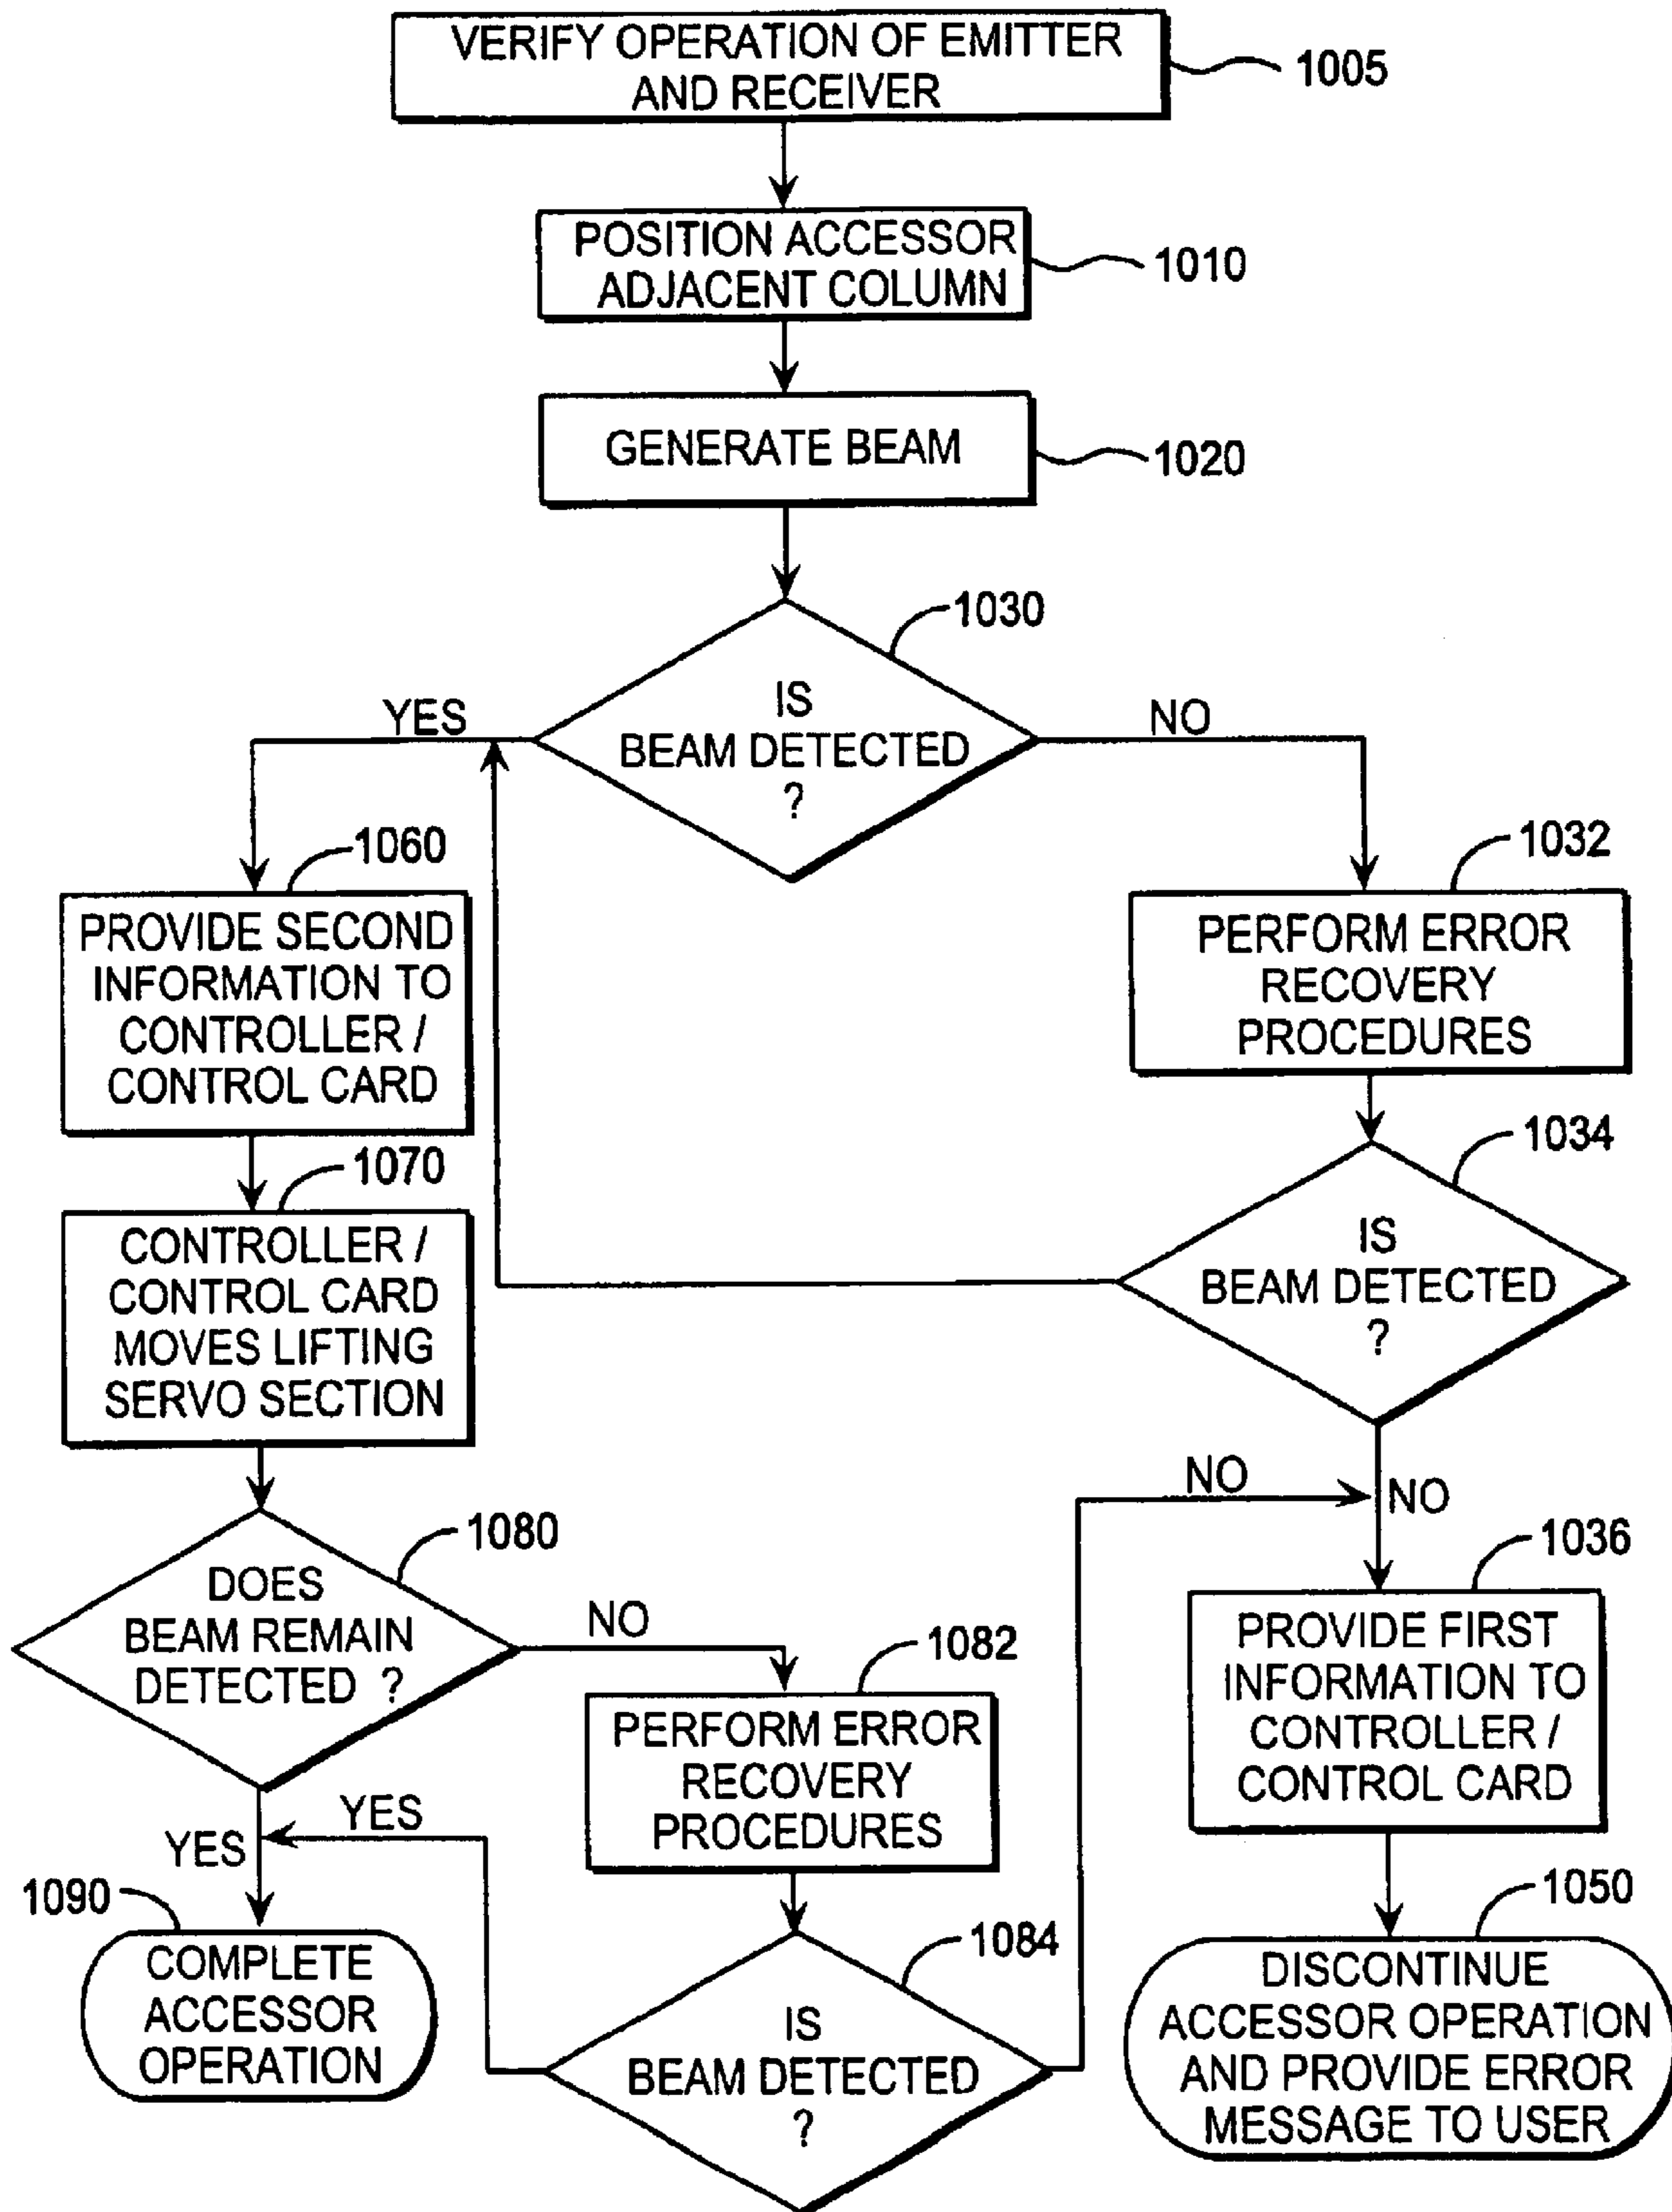 VERIFY OPERATION OF EMITTER
AND RECEIVER
1005
POSITION ACCESSOR
ADJACENT COLUMN
1010
GENERATE BEAM
1020
1030
IS
BEAM DETECTED
?
YES
NO
1060
PROVIDE SECOND
INFORMATION TO
CONTROLLER /
CONTROL CARD
1032
PERFORM ERROR
RECOVERY
PROCEDURES
1070
CONTROLLER /
CONTROL CARD
MOVES LIFTING
SERVO SECTION
1034
IS
BEAM DETECTED
?
NO
NO
1080
DOES
BEAM REMAIN
DETECTED ?
NO
1082
PERFORM ERROR
RECOVERY
PROCEDURES
1036
PROVIDE FIRST
INFORMATION TO
CONTROLLER /
CONTROL CARD
YES
YES
1090
COMPLETE
ACCESSOR
OPERATION
1084
IS
BEAM DETECTED
?
1050
DISCONTINUE
ACCESSOR OPERATION
AND PROVIDE ERROR
MESSAGE TO USER